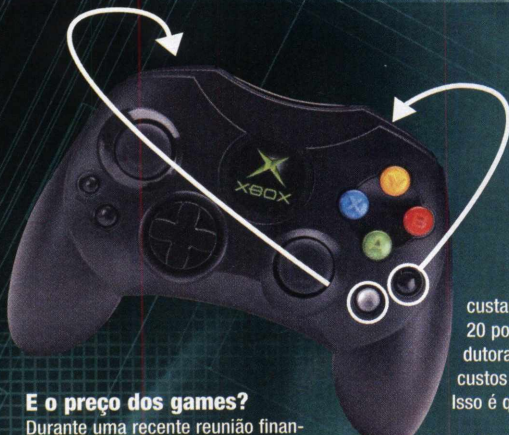 XBOX
Y
X
B
A
custa
20 po
dutora
custos
Isso é q
E o preço dos games?
Durante uma recente reunião finan-